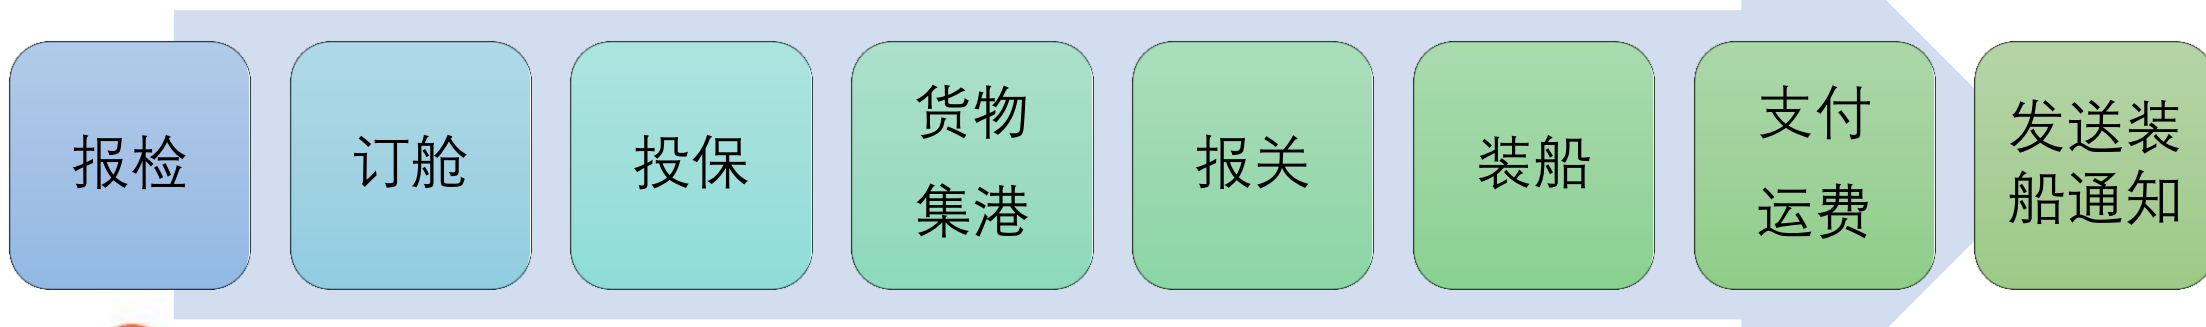 报检
订舱
投保
货物
集港
报关
装船
支付
运费
发送装
船通知